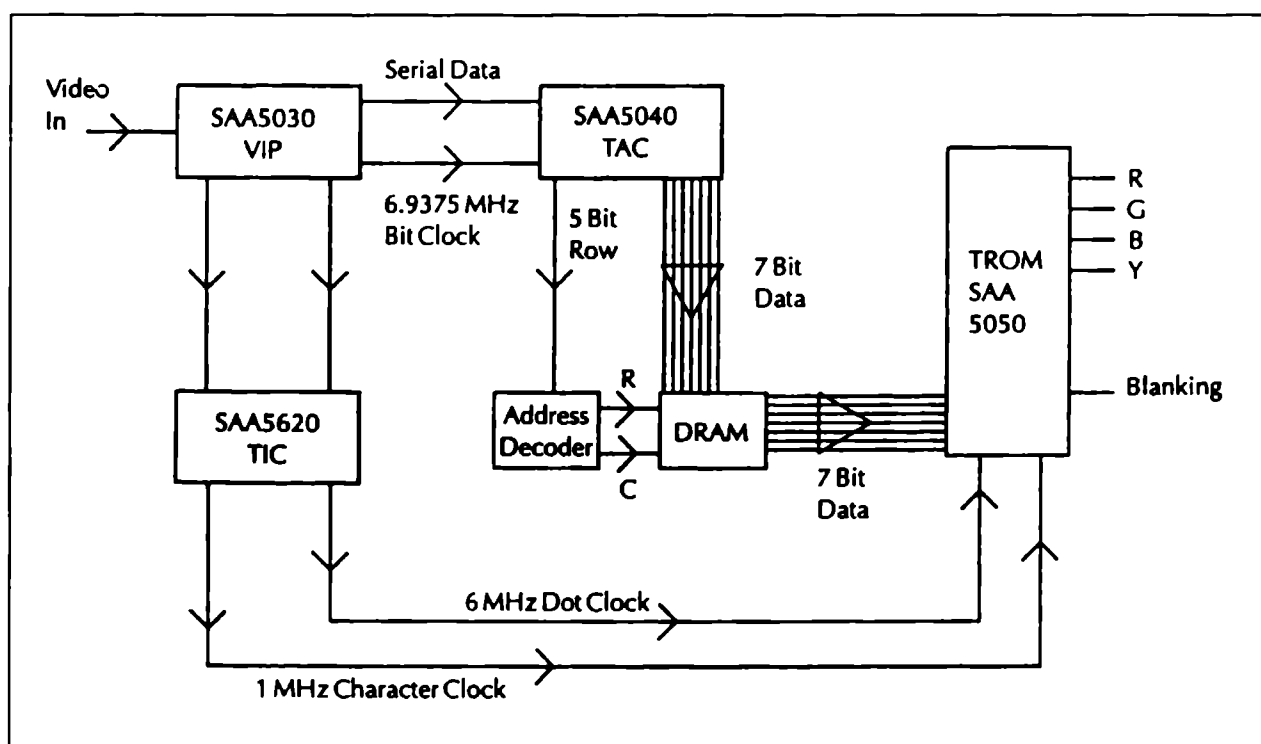 Video
In
SAA5030
VIP
Serial Data
6.9375 MHz
Bit Clock
SAA5040
TAC
5 Bit
Row
7 Bit
Data
TROM
SAA
5050
R
G
B
Y
Blanking
SAA5620
TIC
Address
Decoder
R
C
DRAM
7 Bit
Data
6 MHz Dot Clock
1 MHz Character Clock